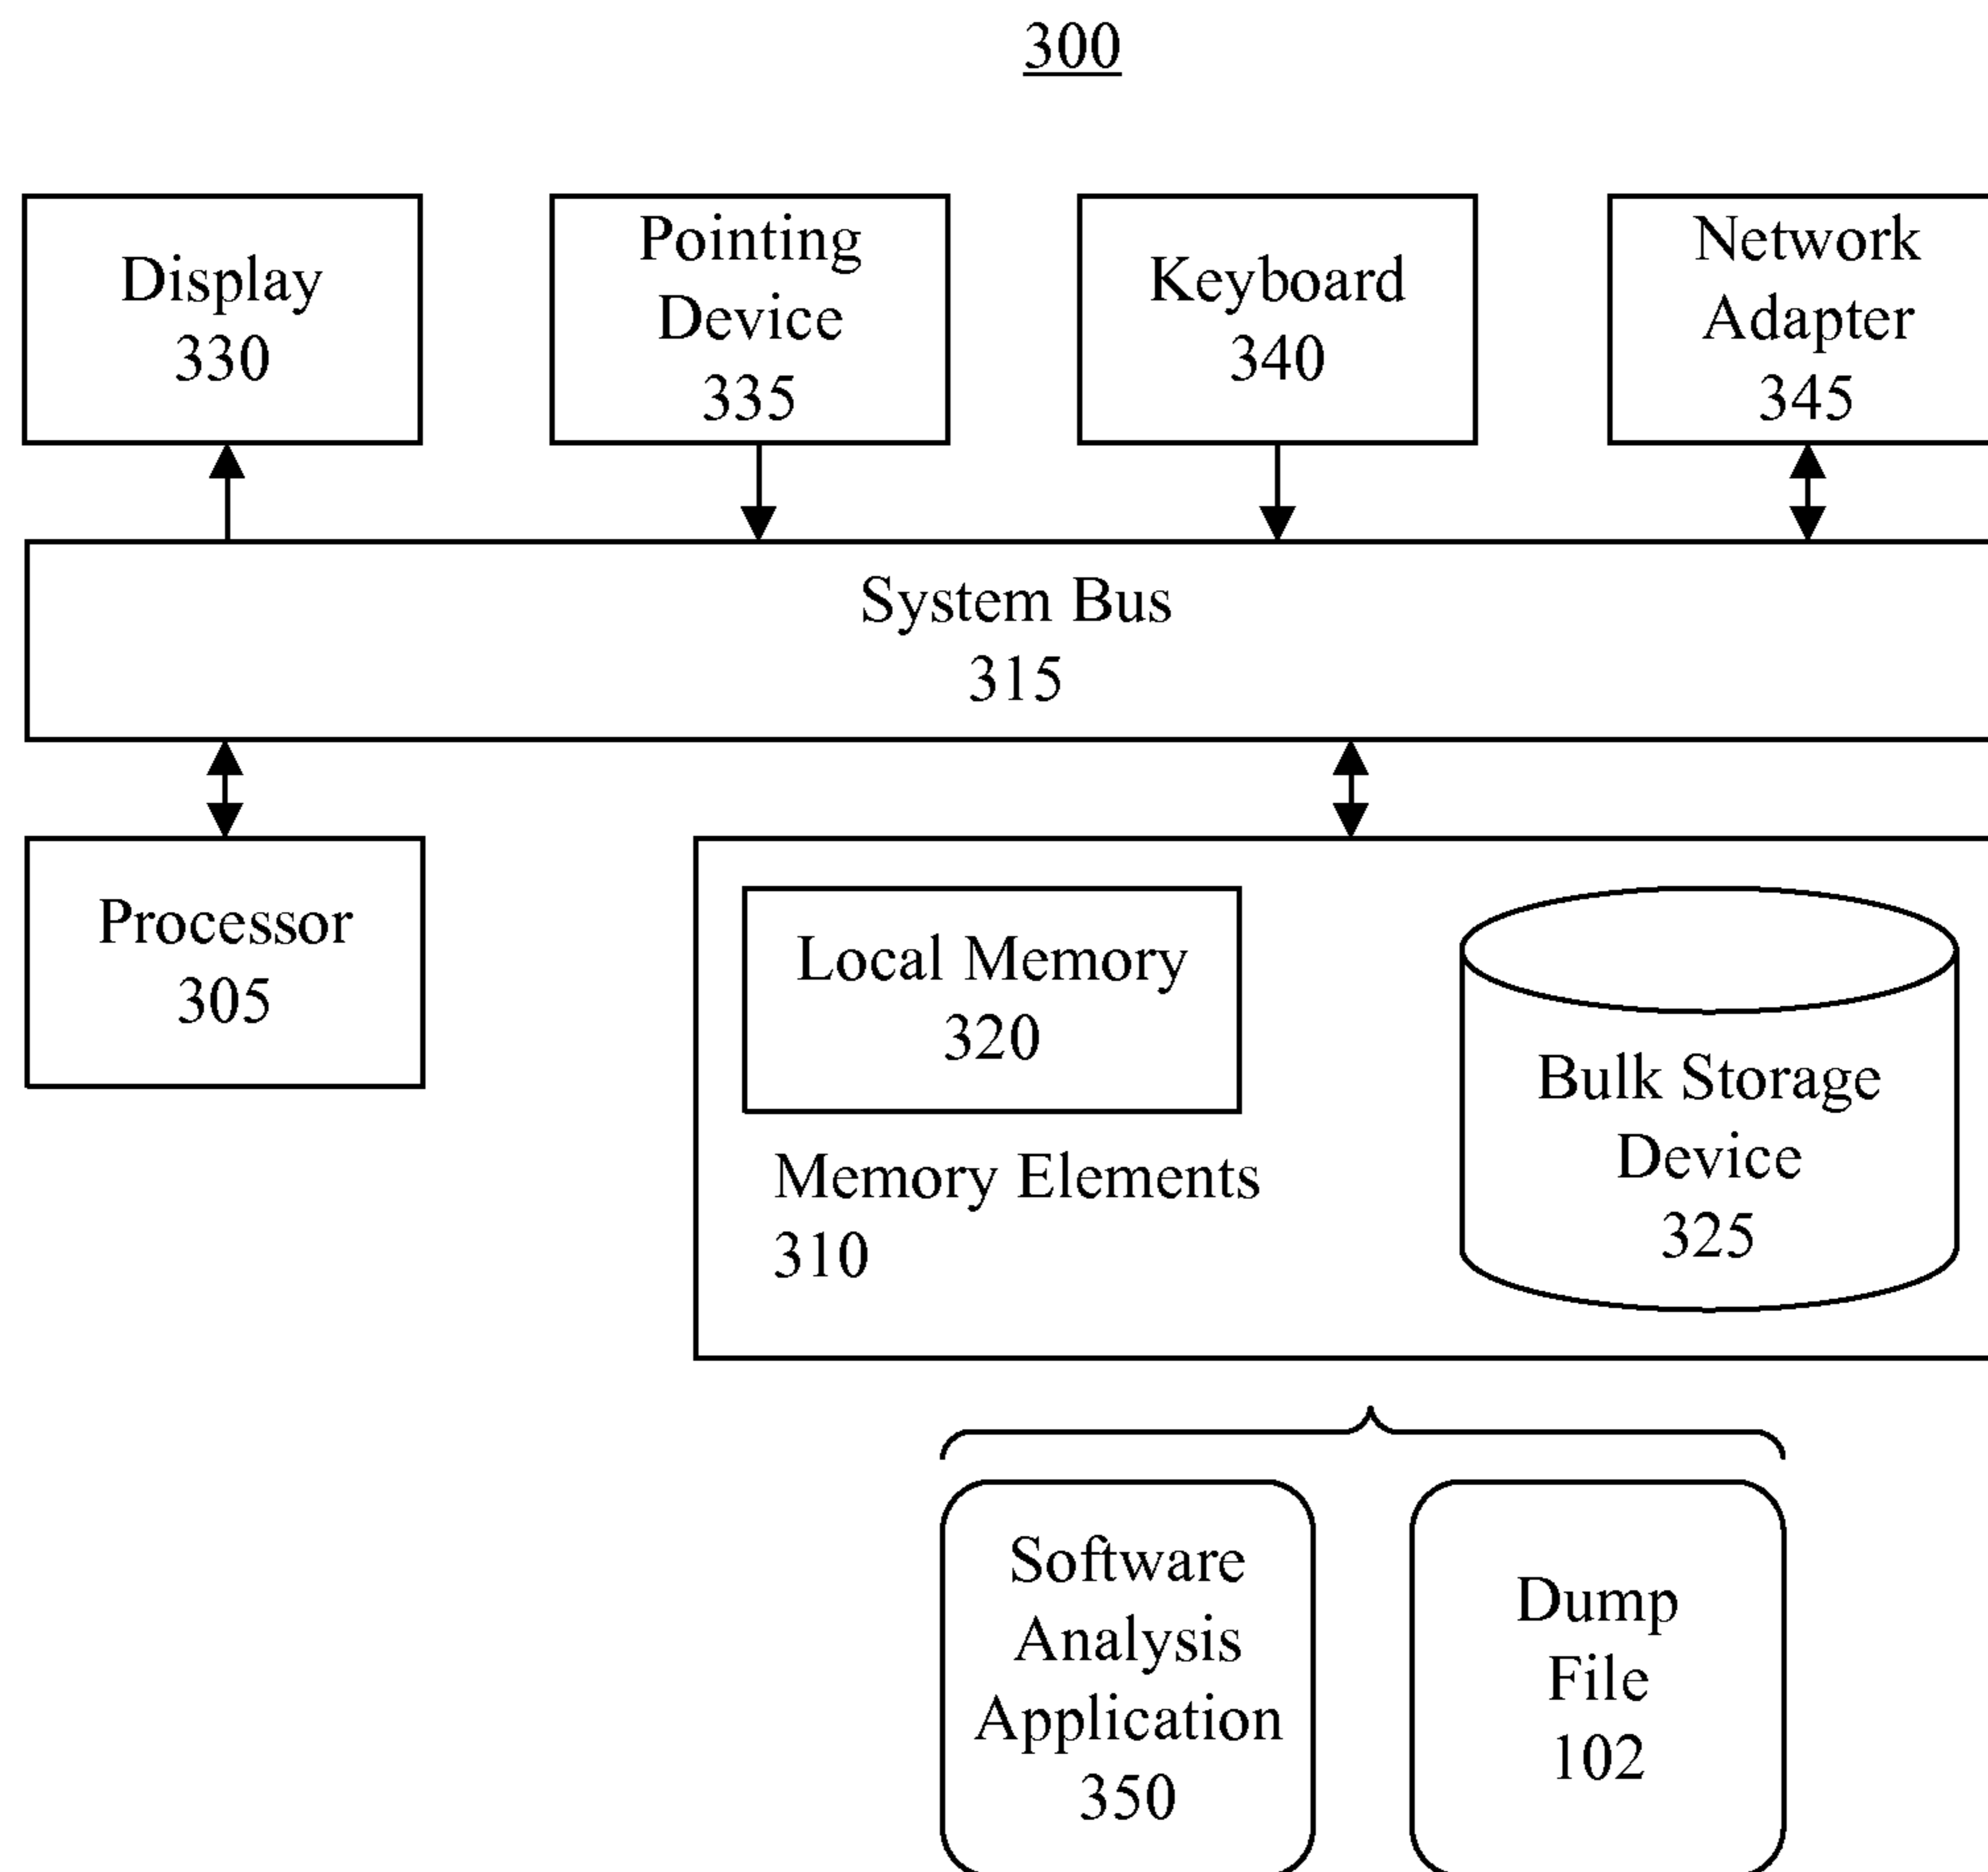 300
Display
330
Pointing
Device
335
Keyboard
340
Network
Adapter
345
System Bus
315
Processor
305
Local Memory
320
Memory Elements
310
Bulk Storage
Device
325
Software
Analysis
Application
350
Dump
File
102